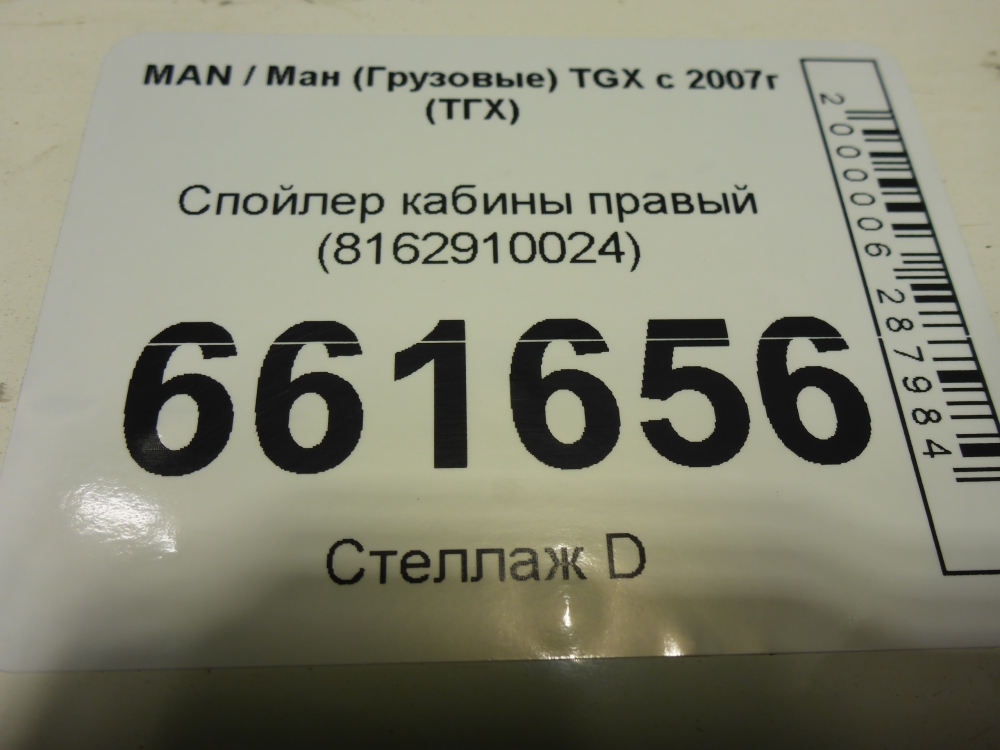 MAN / Ман (Грузовые) TGX с 2007г
(ТГХ)
Спойлер кабины правый
(8162910024)
661656
Стеллаж D
2000006287984